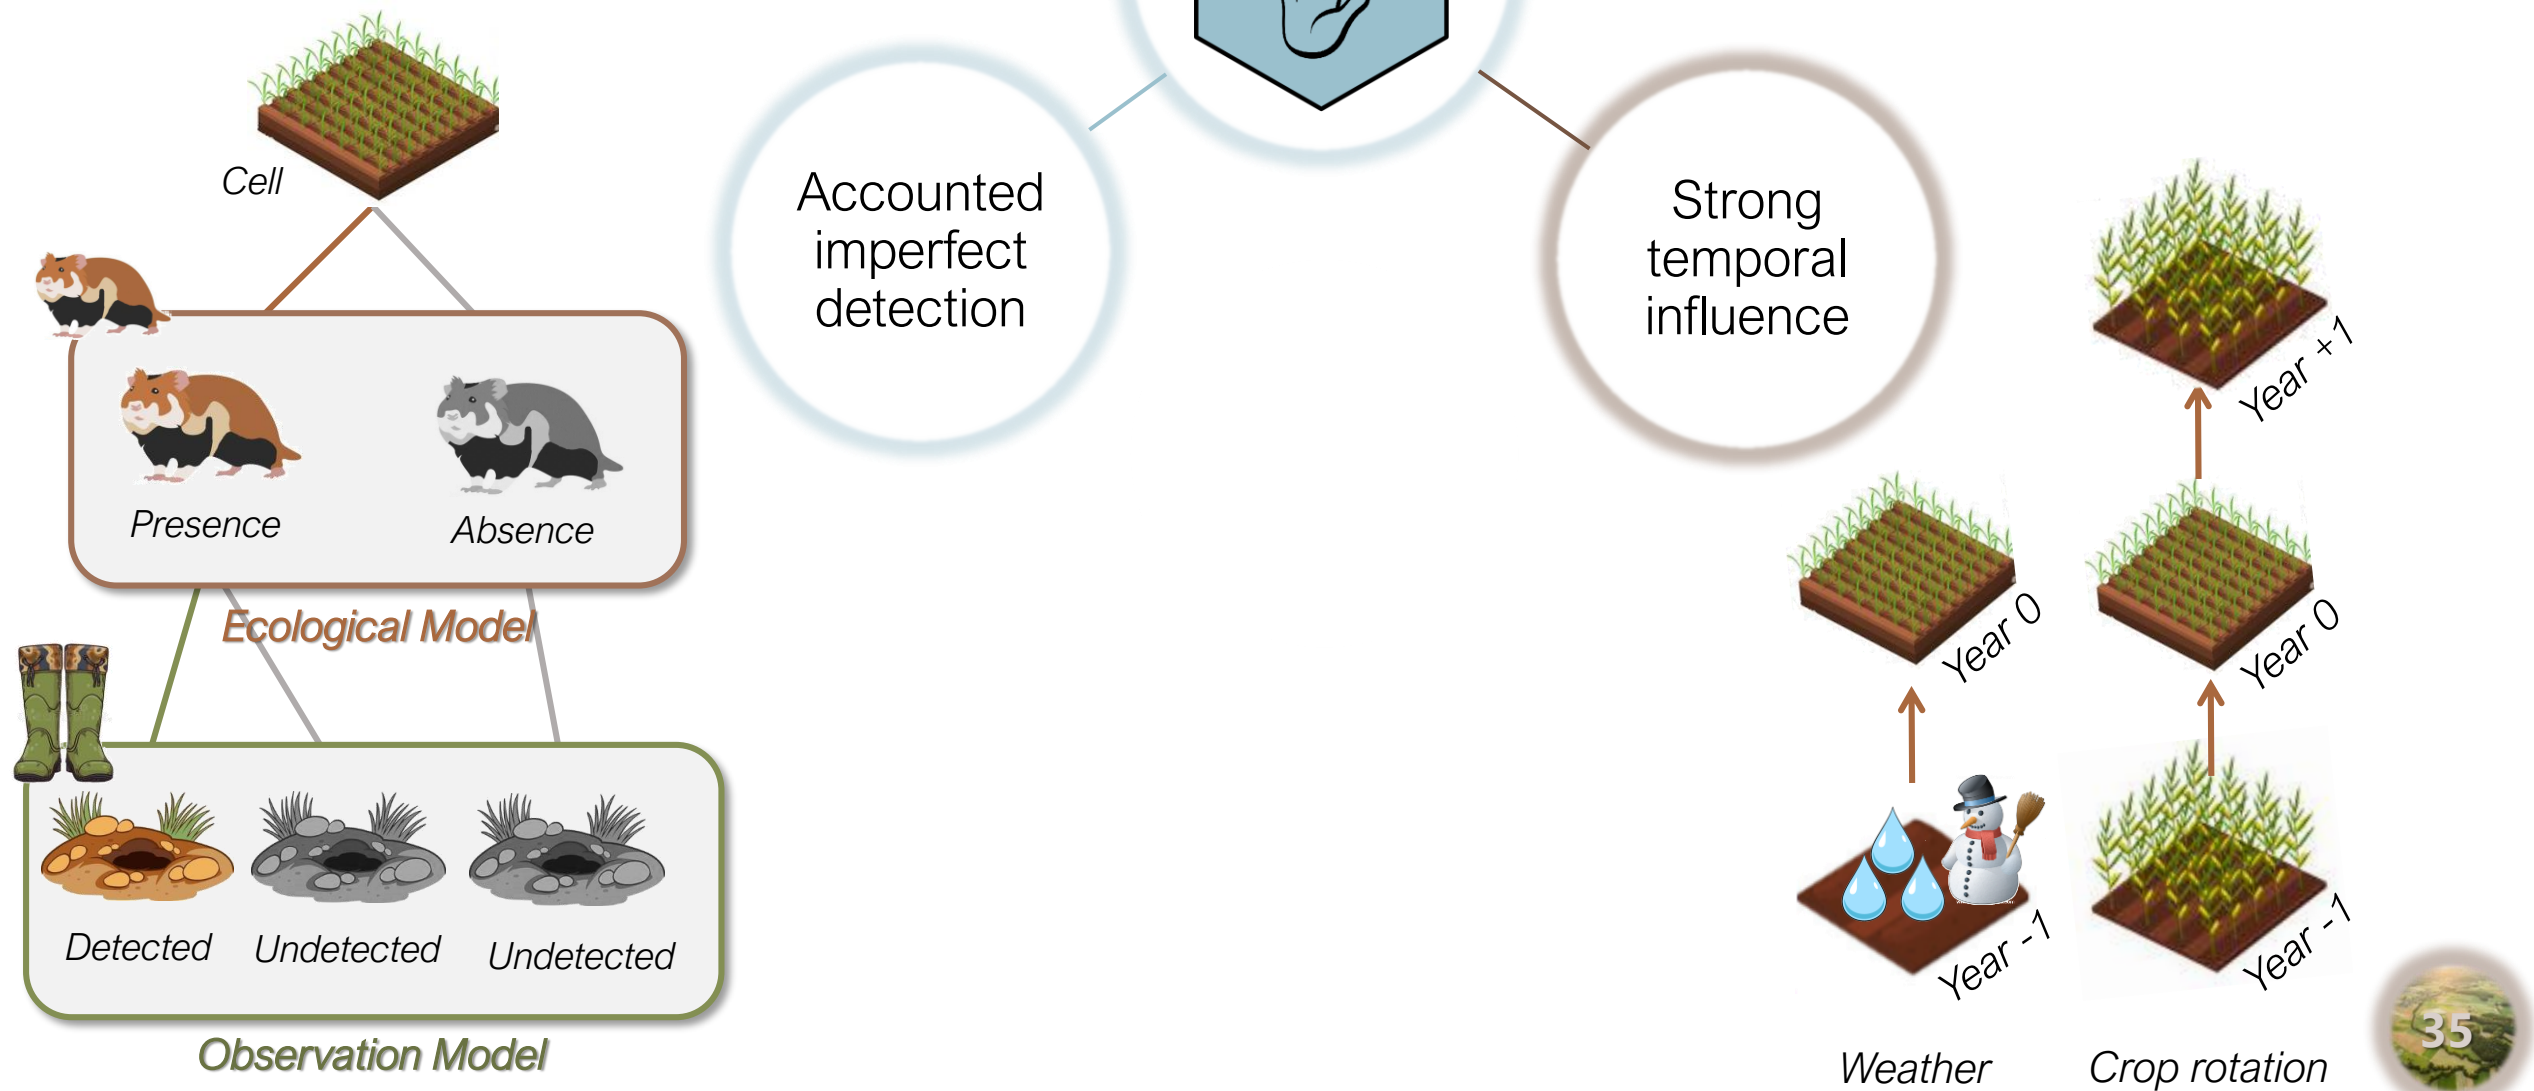 Cell
Presence
Absence
Ecological Model
Detected
Undetected
Undetected
Observation Model
Accounted
imperfect
detection
Strong
temporal
influence
Year +1
Year 0
Year 0
Year -1
Year -1
Weather
Crop rotation
35